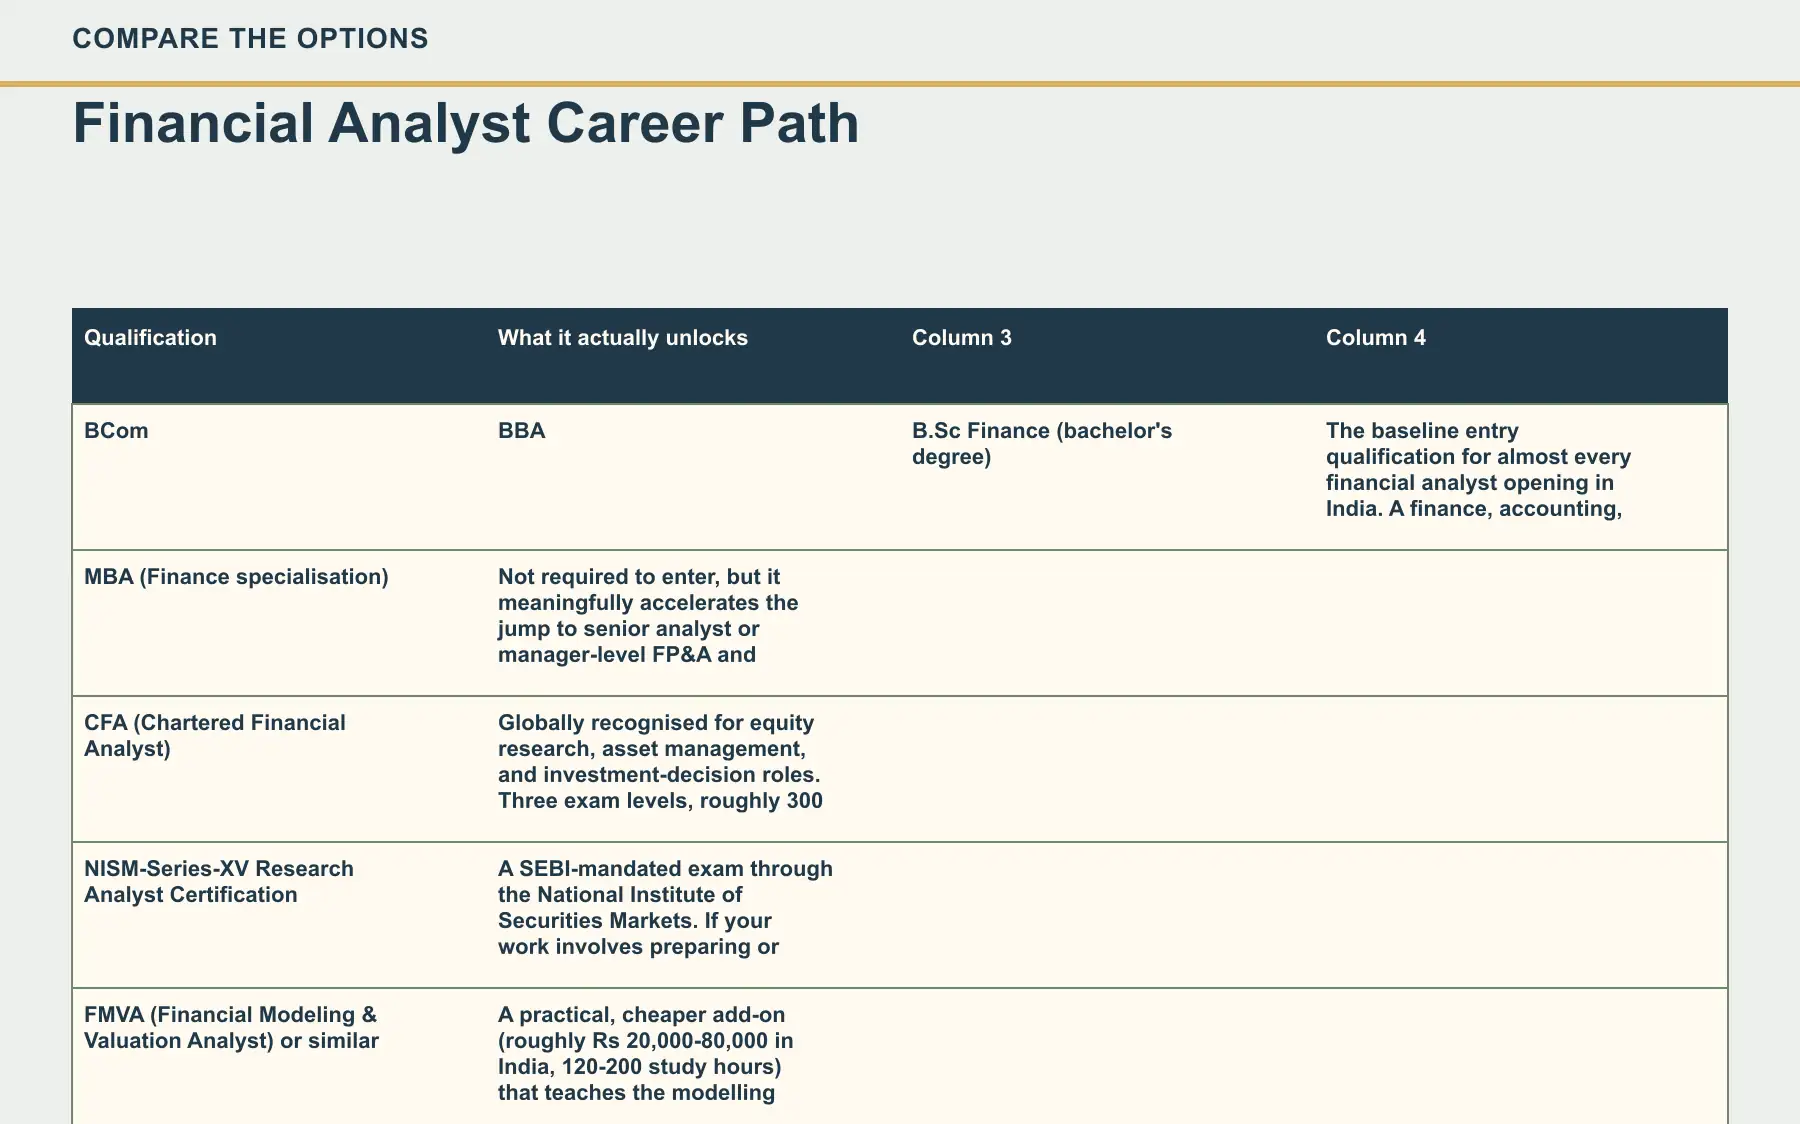 COMPARE THE OPTIONS
Financial Analyst Career Path
Qualification
What it actually unlocks
Column 3
Column 4
BCom
BBA
B.Sc Finance (bachelor's
degree)
The baseline entry
qualification for almost every
financial analyst opening in
India. A finance, accounting,
MBA (Finance specialisation)
Not required to enter, but it
meaningfully accelerates the
jump to senior analyst or
manager-level FP&A and
CFA (Chartered Financial
Analyst)
Globally recognised for equity
research, asset management,
and investment-decision roles.
Three exam levels, roughly 300
NISM-Series-XV Research
Analyst Certification
A SEBI-mandated exam through
the National Institute of
Securities Markets. If your
work involves preparing or
FMVA (Financial Modeling &
Valuation Analyst) or similar
A practical, cheaper add-on
(roughly Rs 20,000-80,000 in
India, 120-200 study hours)
that teaches the modelling